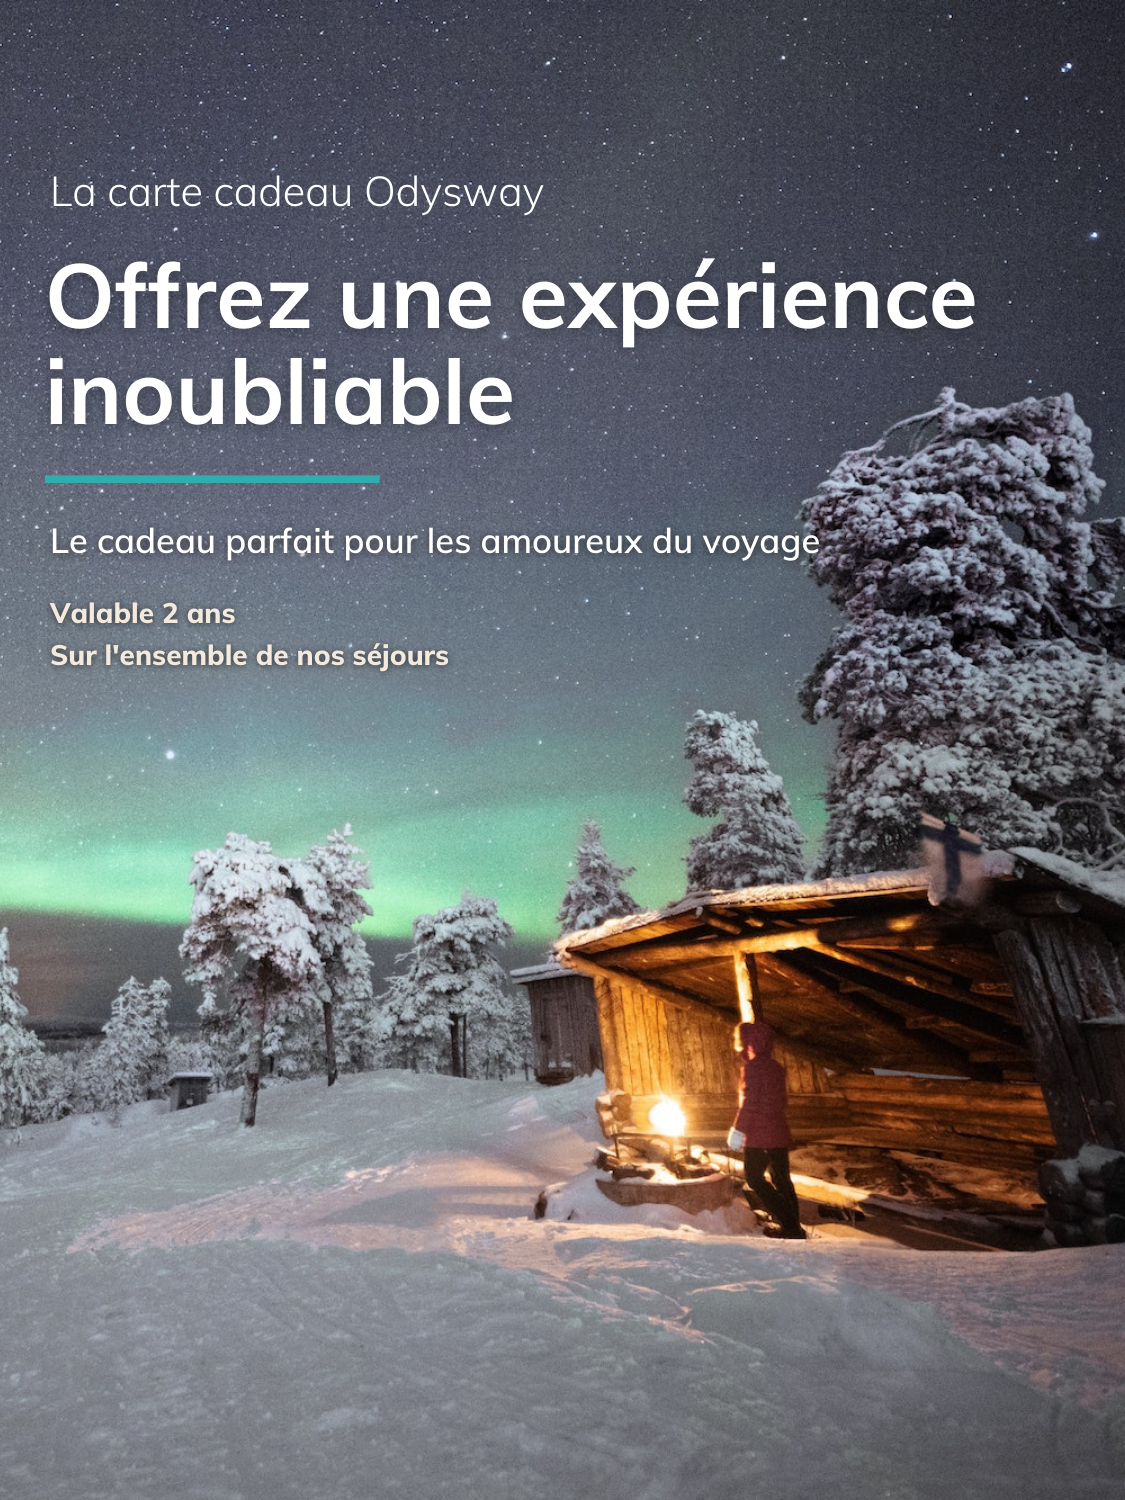 La carte cadeau Odysway
Offrez une expérience
inoubliable
Le cadeau parfait pour les amoureux du voyage
Valable 2 ans
Sur l'ensemble de nos séjours